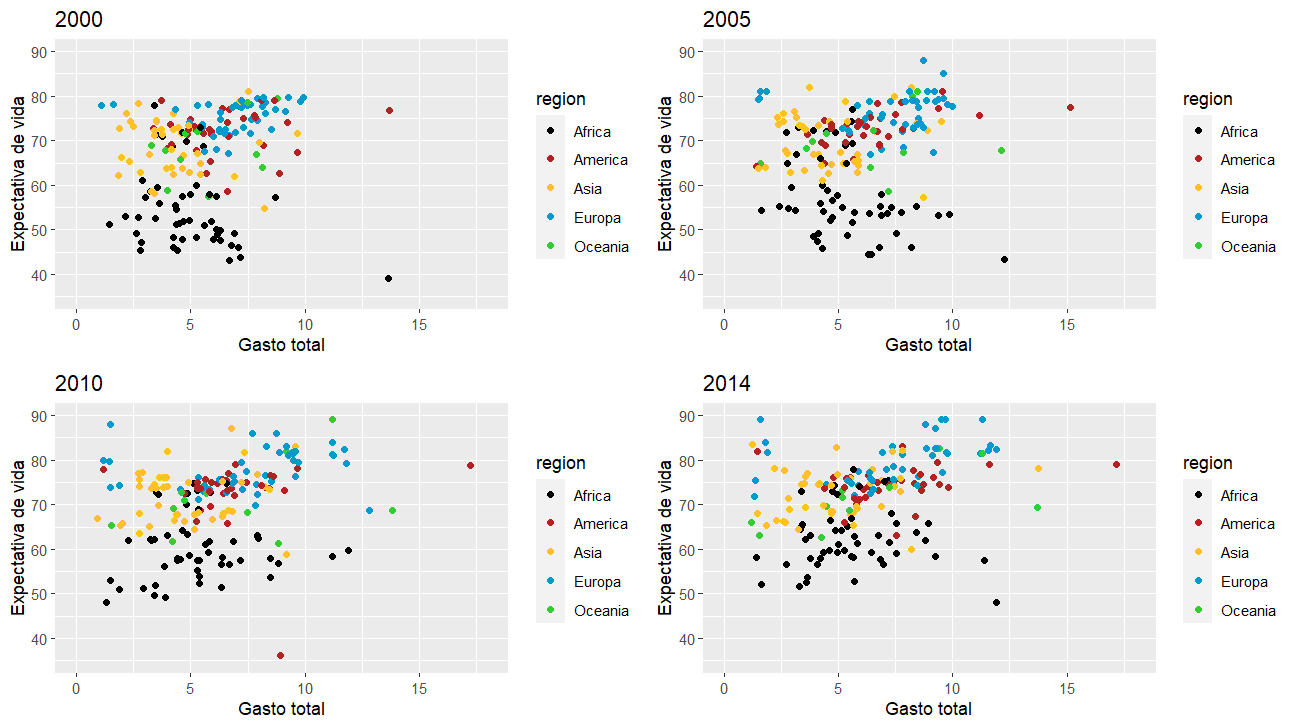 2000
Expectativa de vida
90
80
70
60
50
40
0 5 10 15
Gasto total
region
Africa
America
Asia
Europa
Oceania
2005
Expectativa de vida
90
80
70
60
50
40
0 5 10 15
Gasto total
region
Africa
America
Asia
Europa
Oceania
2010
Expectativa de vida
90
80
70
60
50
40
0 5 10 15
Gasto total
region
Africa
America
Asia
Europa
Oceania
2014
Expectativa de vida
90
80
70
60
50
40
0 5 10 15
Gasto total
region
Africa
America
Asia
Europa
Oceania